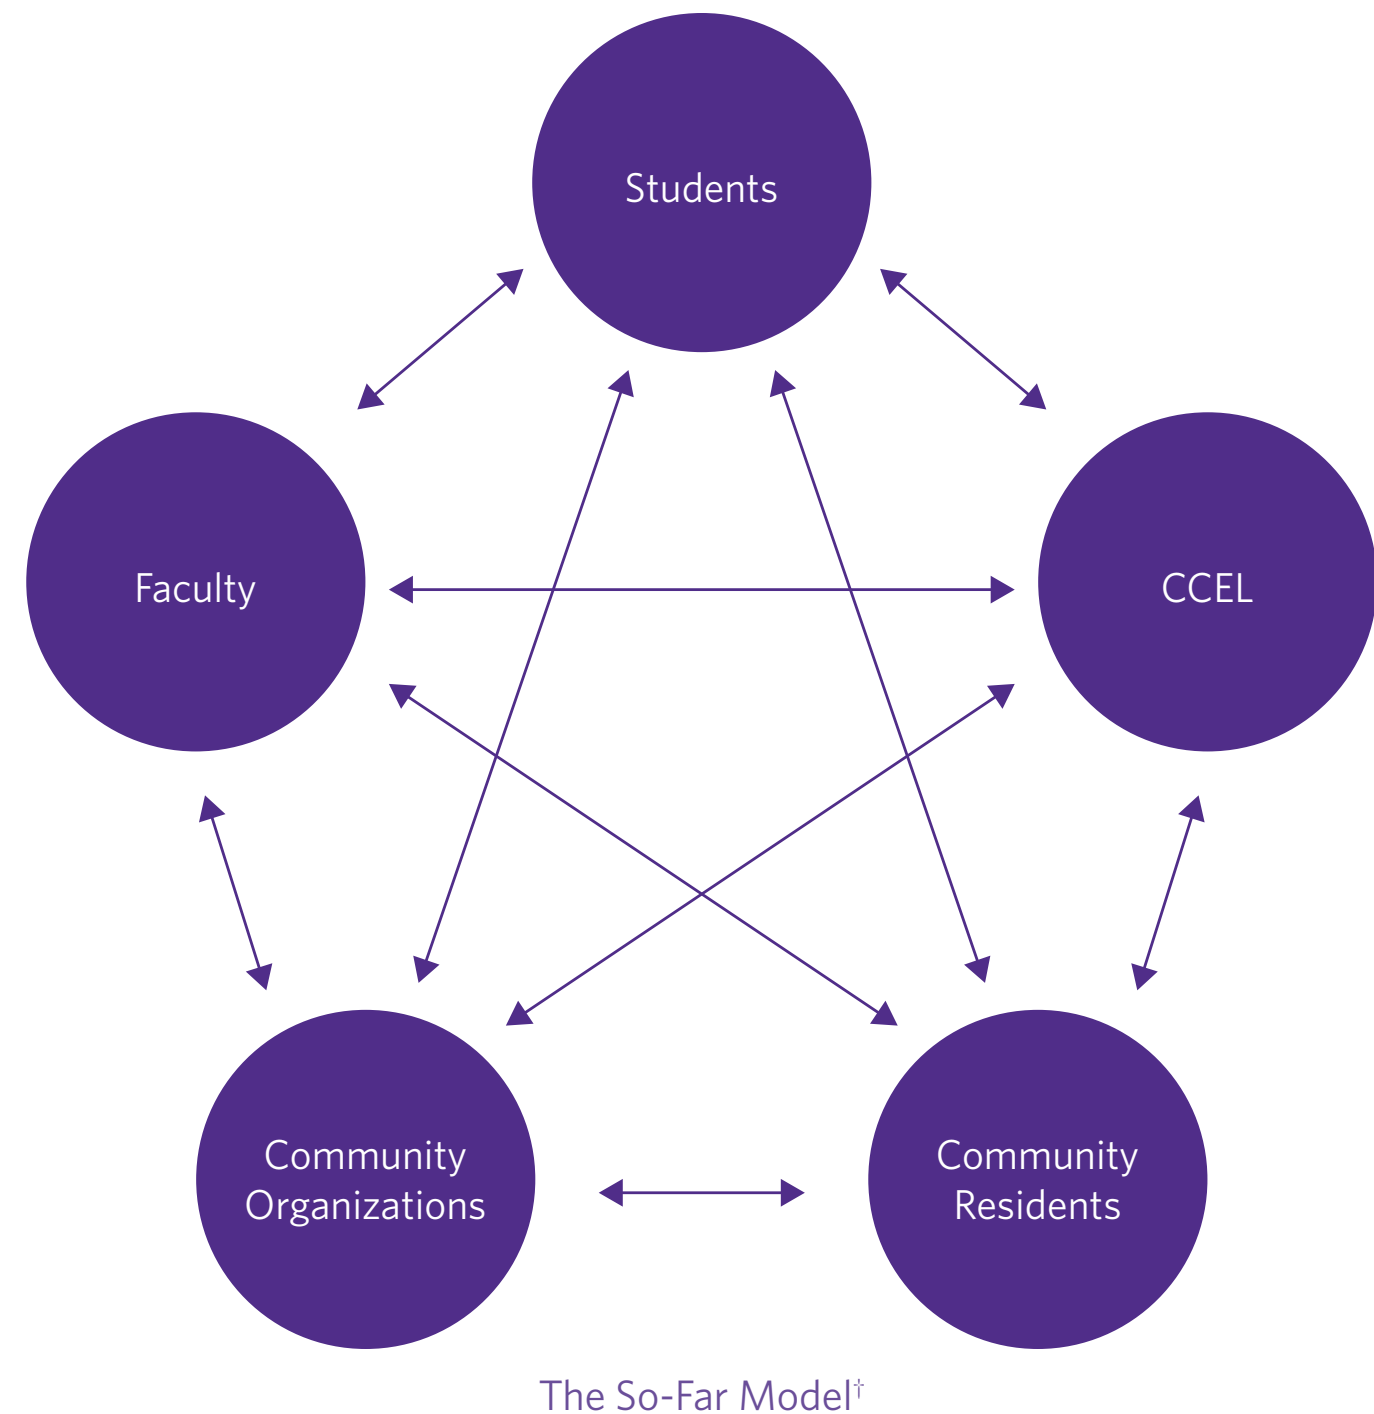 Students
Faculty
CCEL
Community
Organizations
Community
Residents
The So-Far Model†